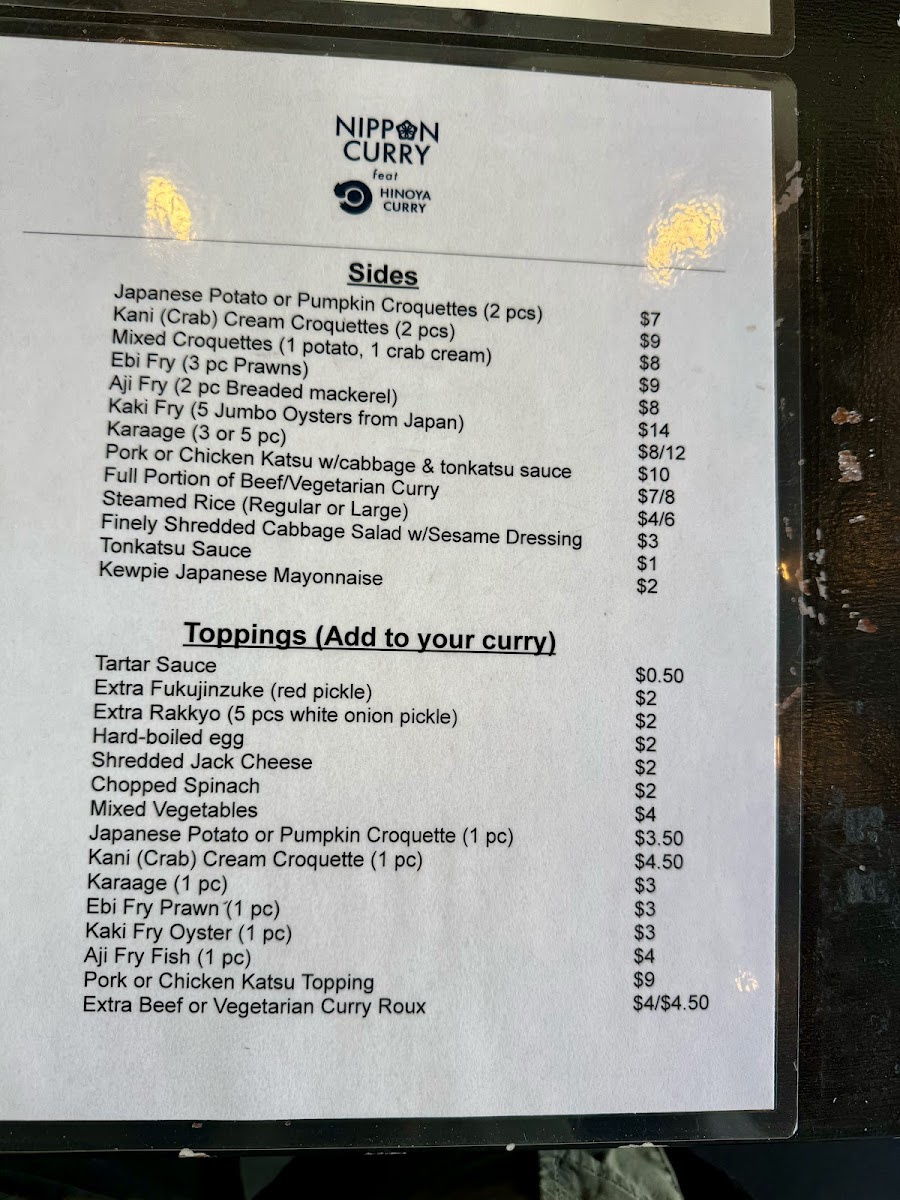 NIPPON
CURRY
feat
HINOYA
CURRY
Sides
Japanese Potato or Pumpkin Croquettes (2 pcs) $7
Kani (Crab) Cream Croquettes (2 pcs) $9
Mixed Croquettes (1 potato, 1 crab cream) $8
Ebi Fry (3 pc Prawns) $9
Aji Fry (2 pc Breaded mackerel) $8
Kaki Fry (5 Jumbo Oysters from Japan) $14
Karaage (3 or 5 pc) $8/12
Pork or Chicken Katsu w/cabbage & tonkatsu sauce $10
Full Portion of Beef/Vegetarian Curry $7/8
Steamed Rice (Regular or Large) $4/6
Finely Shredded Cabbage Salad w/Sesame Dressing $3
Tonkatsu Sauce $1
Kewpie Japanese Mayonnaise $2
Toppings (Add to your curry)
Tartar Sauce $0.50
Extra Fukujinzuke (red pickle) $2
Extra Rakkyo (5 pcs white onion pickle) $2
Hard-boiled egg $2
Shredded Jack Cheese $2
Chopped Spinach $2
Mixed Vegetables $4
Japanese Potato or Pumpkin Croquette (1 pc) $3.50
Kani (Crab) Cream Croquette (1 pc) $4.50
Karaage (1 pc) $3
Ebi Fry Prawn (1 pc) $3
Kaki Fry Oyster (1 pc) $3
Aji Fry Fish (1 pc) $4
Pork or Chicken Katsu Topping $9
Extra Beef or Vegetarian Curry Roux $4/$4.50